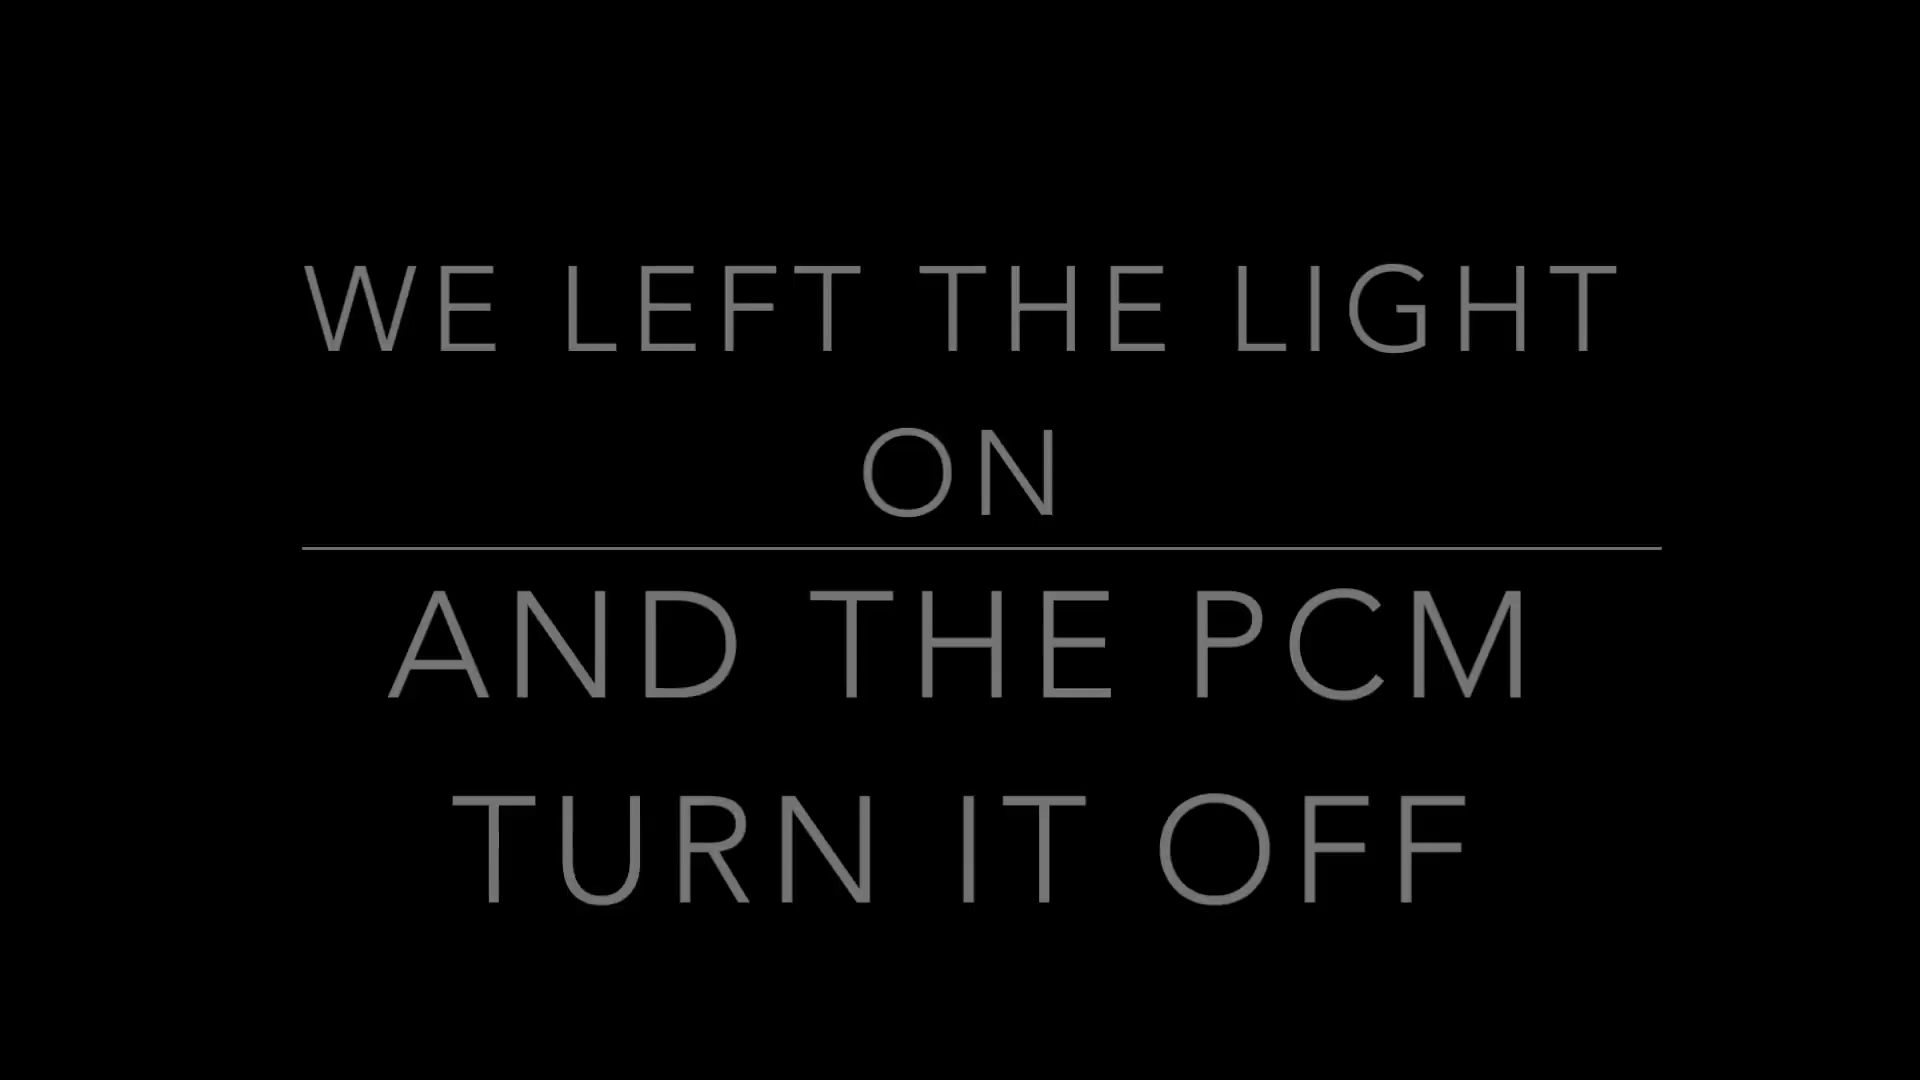 WE LEFT THE LIGHT
ON
AND THE PCM
TURN IT OFF